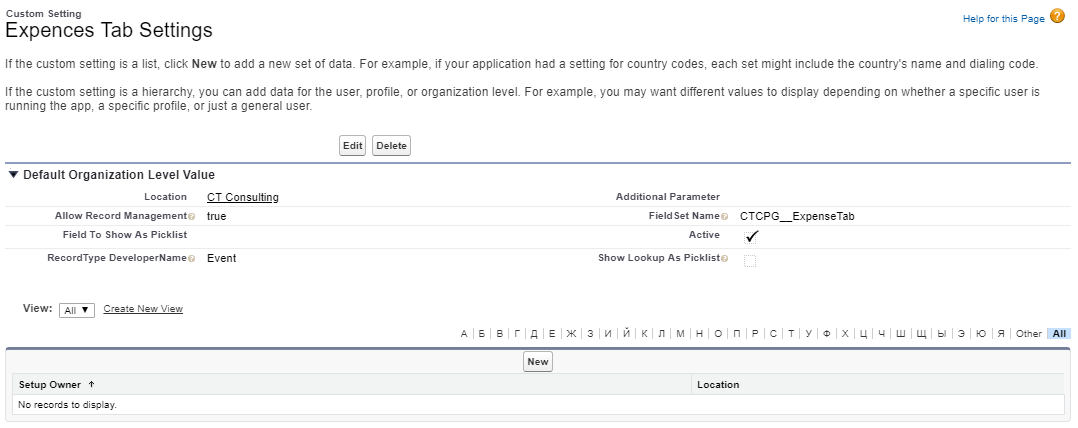 Custom Setting
Expences Tab Settings
Help for this Page ?
If the custom setting is a list, click New to add a new set of data. For example, if your application had a setting for country codes, each set might include the country's name and dialing code.
If the custom setting is a hierarchy, you can add data for the user, profile, or organization level. For example, you may want different values to display depending on whether a specific user is
running the app, a specific profile, or just a general user.
Edit Delete
▼ Default Organization Level Value
Location CT Consulting Additional Parameter
Allow Record Management ? true FieldSet Name ? CTCPG__ExpenseTab
Field To Show As Picklist Active ✓
RecordType DeveloperName ? Event Show Lookup As Picklist ?
View: All ▼ Create New View
А | Б | В | Г | Д | Е | Ж | З | И | Й | К | Л | М | Н | О | П | Р | С | Т | У | Ф | Х | Ц | Ч | Ш | Щ | Ы | Э | Ю | Я | Other | All
New
Setup Owner ↑ Location
No records to display.